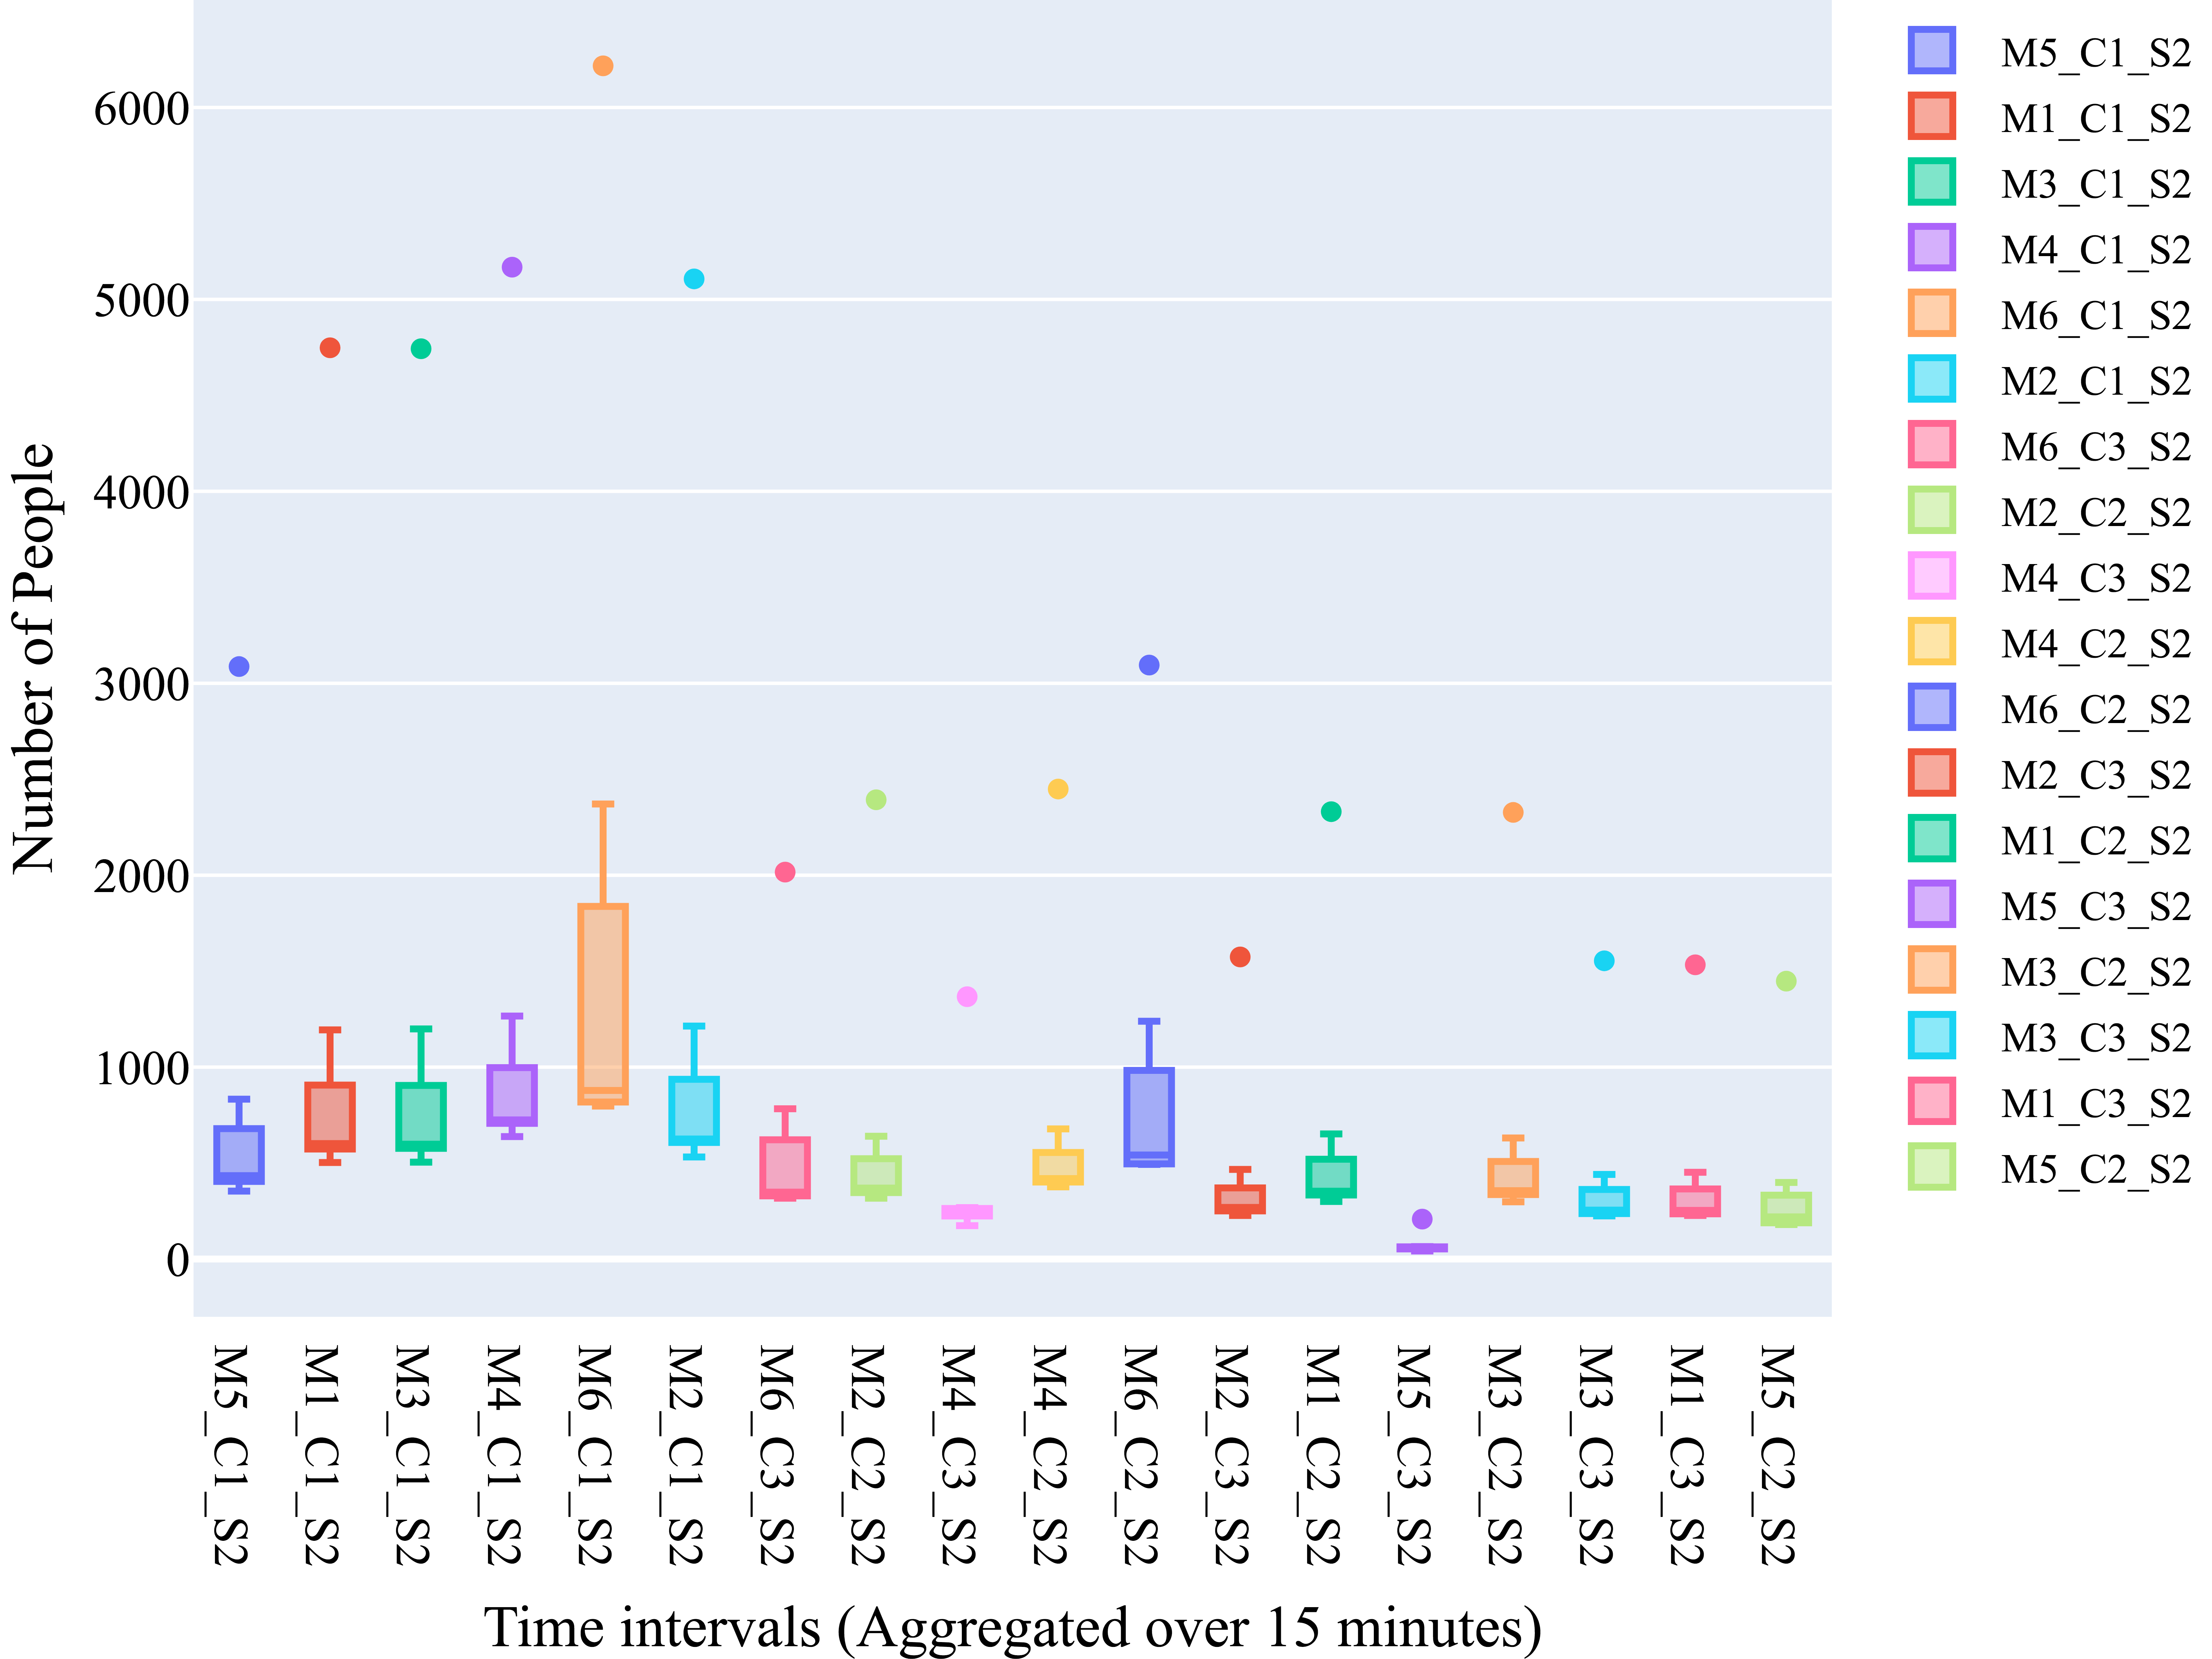 6000
5000
4000
3000
2000
1000
0
Number of People
M5_C1_S2
M1_C1_S2
M3_C1_S2
M4_C1_S2
M6_C1_S2
M2_C1_S2
M6_C3_S2
M2_C2_S2
M4_C3_S2
M4_C2_S2
M6_C2_S2
M2_C3_S2
M1_C2_S2
M5_C3_S2
M3_C2_S2
M3_C3_S2
M1_C3_S2
M5_C2_S2
Time intervals (Aggregated over 15 minutes)
M5_C1_S2
M1_C1_S2
M3_C1_S2
M4_C1_S2
M6_C1_S2
M2_C1_S2
M6_C3_S2
M2_C2_S2
M4_C3_S2
M4_C2_S2
M6_C2_S2
M2_C3_S2
M1_C2_S2
M5_C3_S2
M3_C2_S2
M3_C3_S2
M1_C3_S2
M5_C2_S2